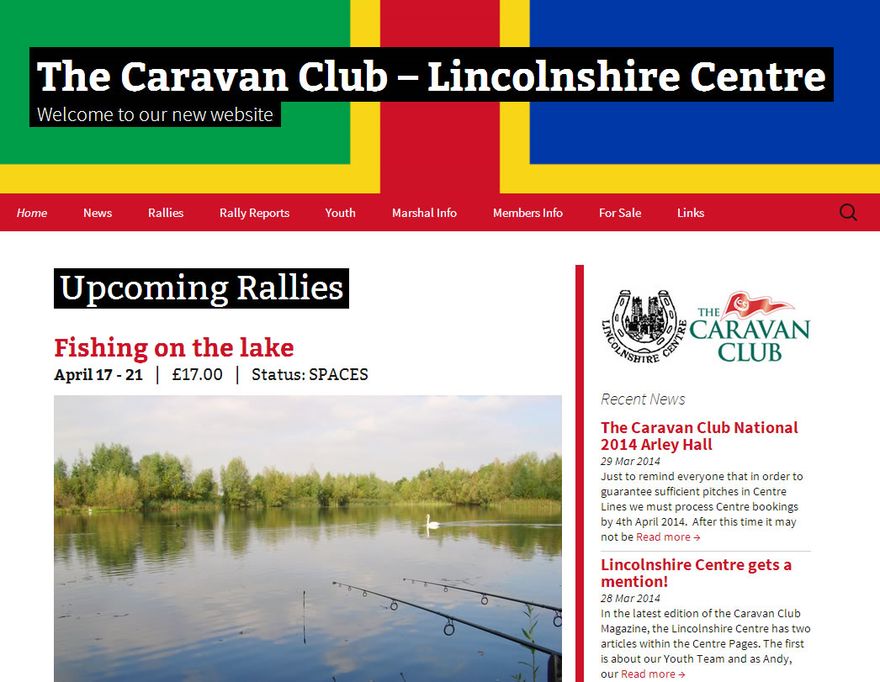 The Caravan Club – Lincolnshire Centre
Welcome to our new website
Home News Rallies Rally Reports Youth Marshal Info Members Info For Sale Links
Upcoming Rallies
Fishing on the lake
April 17 - 21 | £17.00 | Status: SPACES
LINCOLNSHIRE CENTRE
THE
CARAVAN
CLUB
Recent News
The Caravan Club National
2014 Arley Hall
29 Mar 2014
Just to remind everyone that in order to
guarantee sufficient pitches in Centre
Lines we must process Centre bookings
by 4th April 2014. After this time it may
not be Read more →
Lincolnshire Centre gets a
mention!
28 Mar 2014
In the latest edition of the Caravan Club
Magazine, the Lincolnshire Centre has two
articles within the Centre Pages. The first
is about our Youth Team and as Andy,
our Read more →